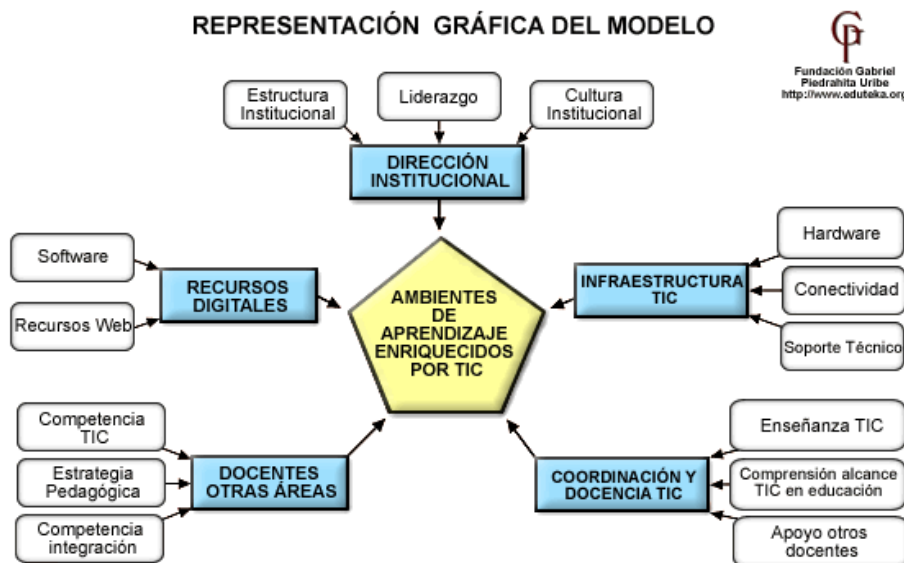 REPRESENTACIÓN GRÁFICA DEL MODELO
Fundación Gabriel
Piedrahita Uribe
http://www.eduteka.org
Estructura
Institucional
Liderazgo
Cultura
Institucional
DIRECCIÓN
INSTITUCIONAL
Software
Recursos Web
RECURSOS
DIGITALES
AMBIENTES
DE
APRENDIZAJE
ENRIQUECIDOS
POR TIC
INFRAESTRUCTURA
TIC
Hardware
Conectividad
Soporte Técnico
Competencia
TIC
Estrategia
Pedagógica
Competencia
integración
DOCENTES
OTRAS ÁREAS
COORDINACIÓN Y
DOCENCIA TIC
Enseñanza TIC
Comprensión alcance
TIC en educación
Apoyo otros
docentes